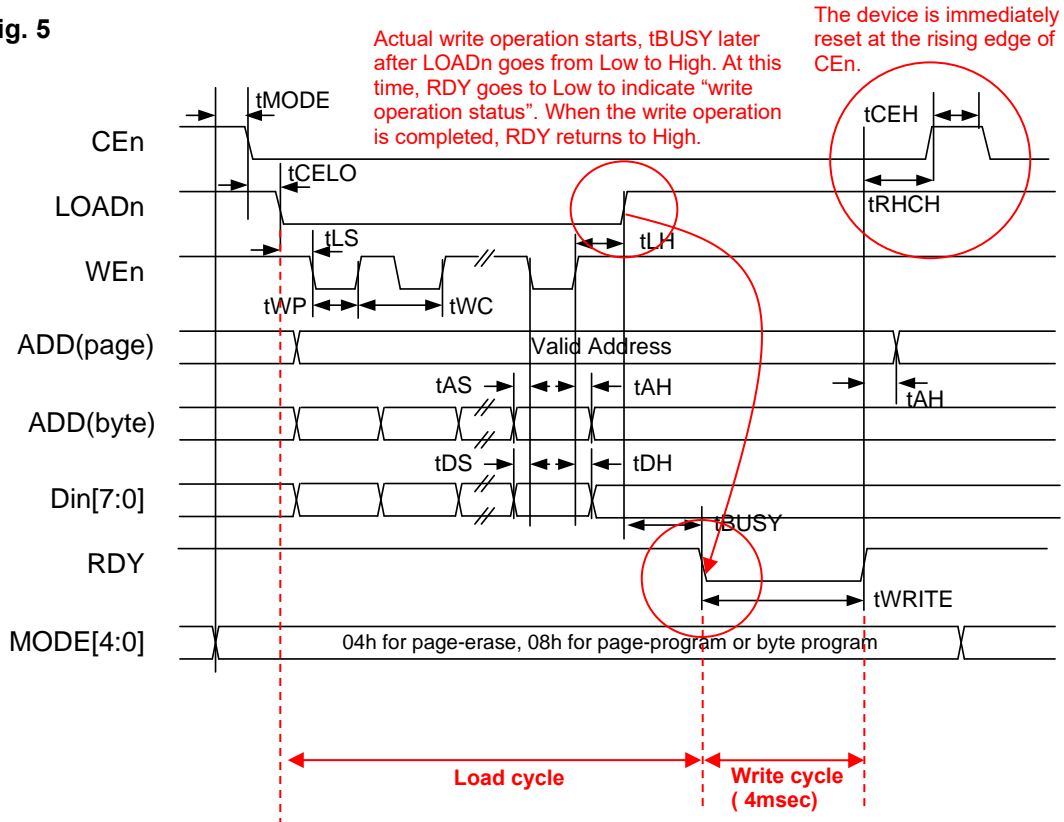 ig. 5
The device is immediately
reset at the rising edge of
CEn.
Actual write operation starts, tBUSY later
after LOADn goes from Low to High. At this
time, RDY goes to Low to indicate “write
operation status”. When the write operation
is completed, RDY returns to High.
tMODE
tCEH
CEn
tCELO
LOADn
tRHCH
tLS
tLH
WEn
tWP
tWC
ADD(page)
Valid Address
tAS
tAH
tAH
ADD(byte)
tDS
tDH
Din[7:0]
tBUSY
RDY
tWRITE
MODE[4:0]
04h for page-erase, 08h for page-program or byte program
Load cycle
Write cycle
( 4msec)